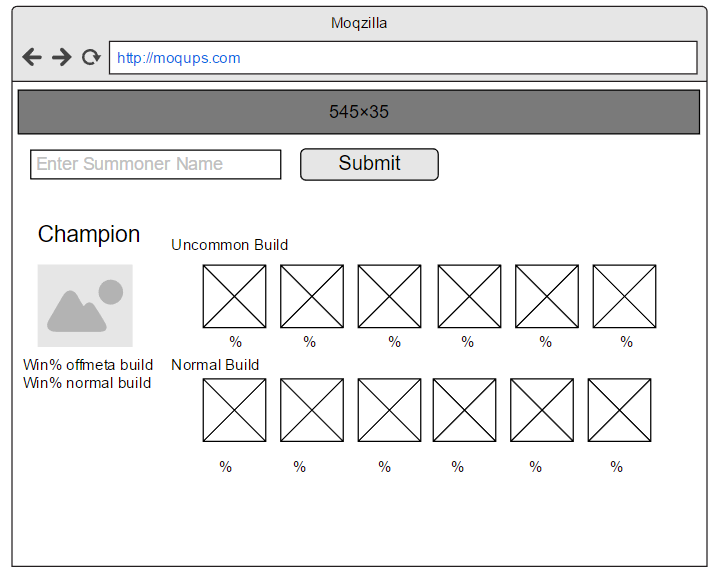 Moqzilla
http://moqups.com
545×35
Enter Summoner Name
Submit
Champion
Uncommon Build
% % % % % %
Win% offmeta build
Win% normal build
Normal Build
% % % % % %